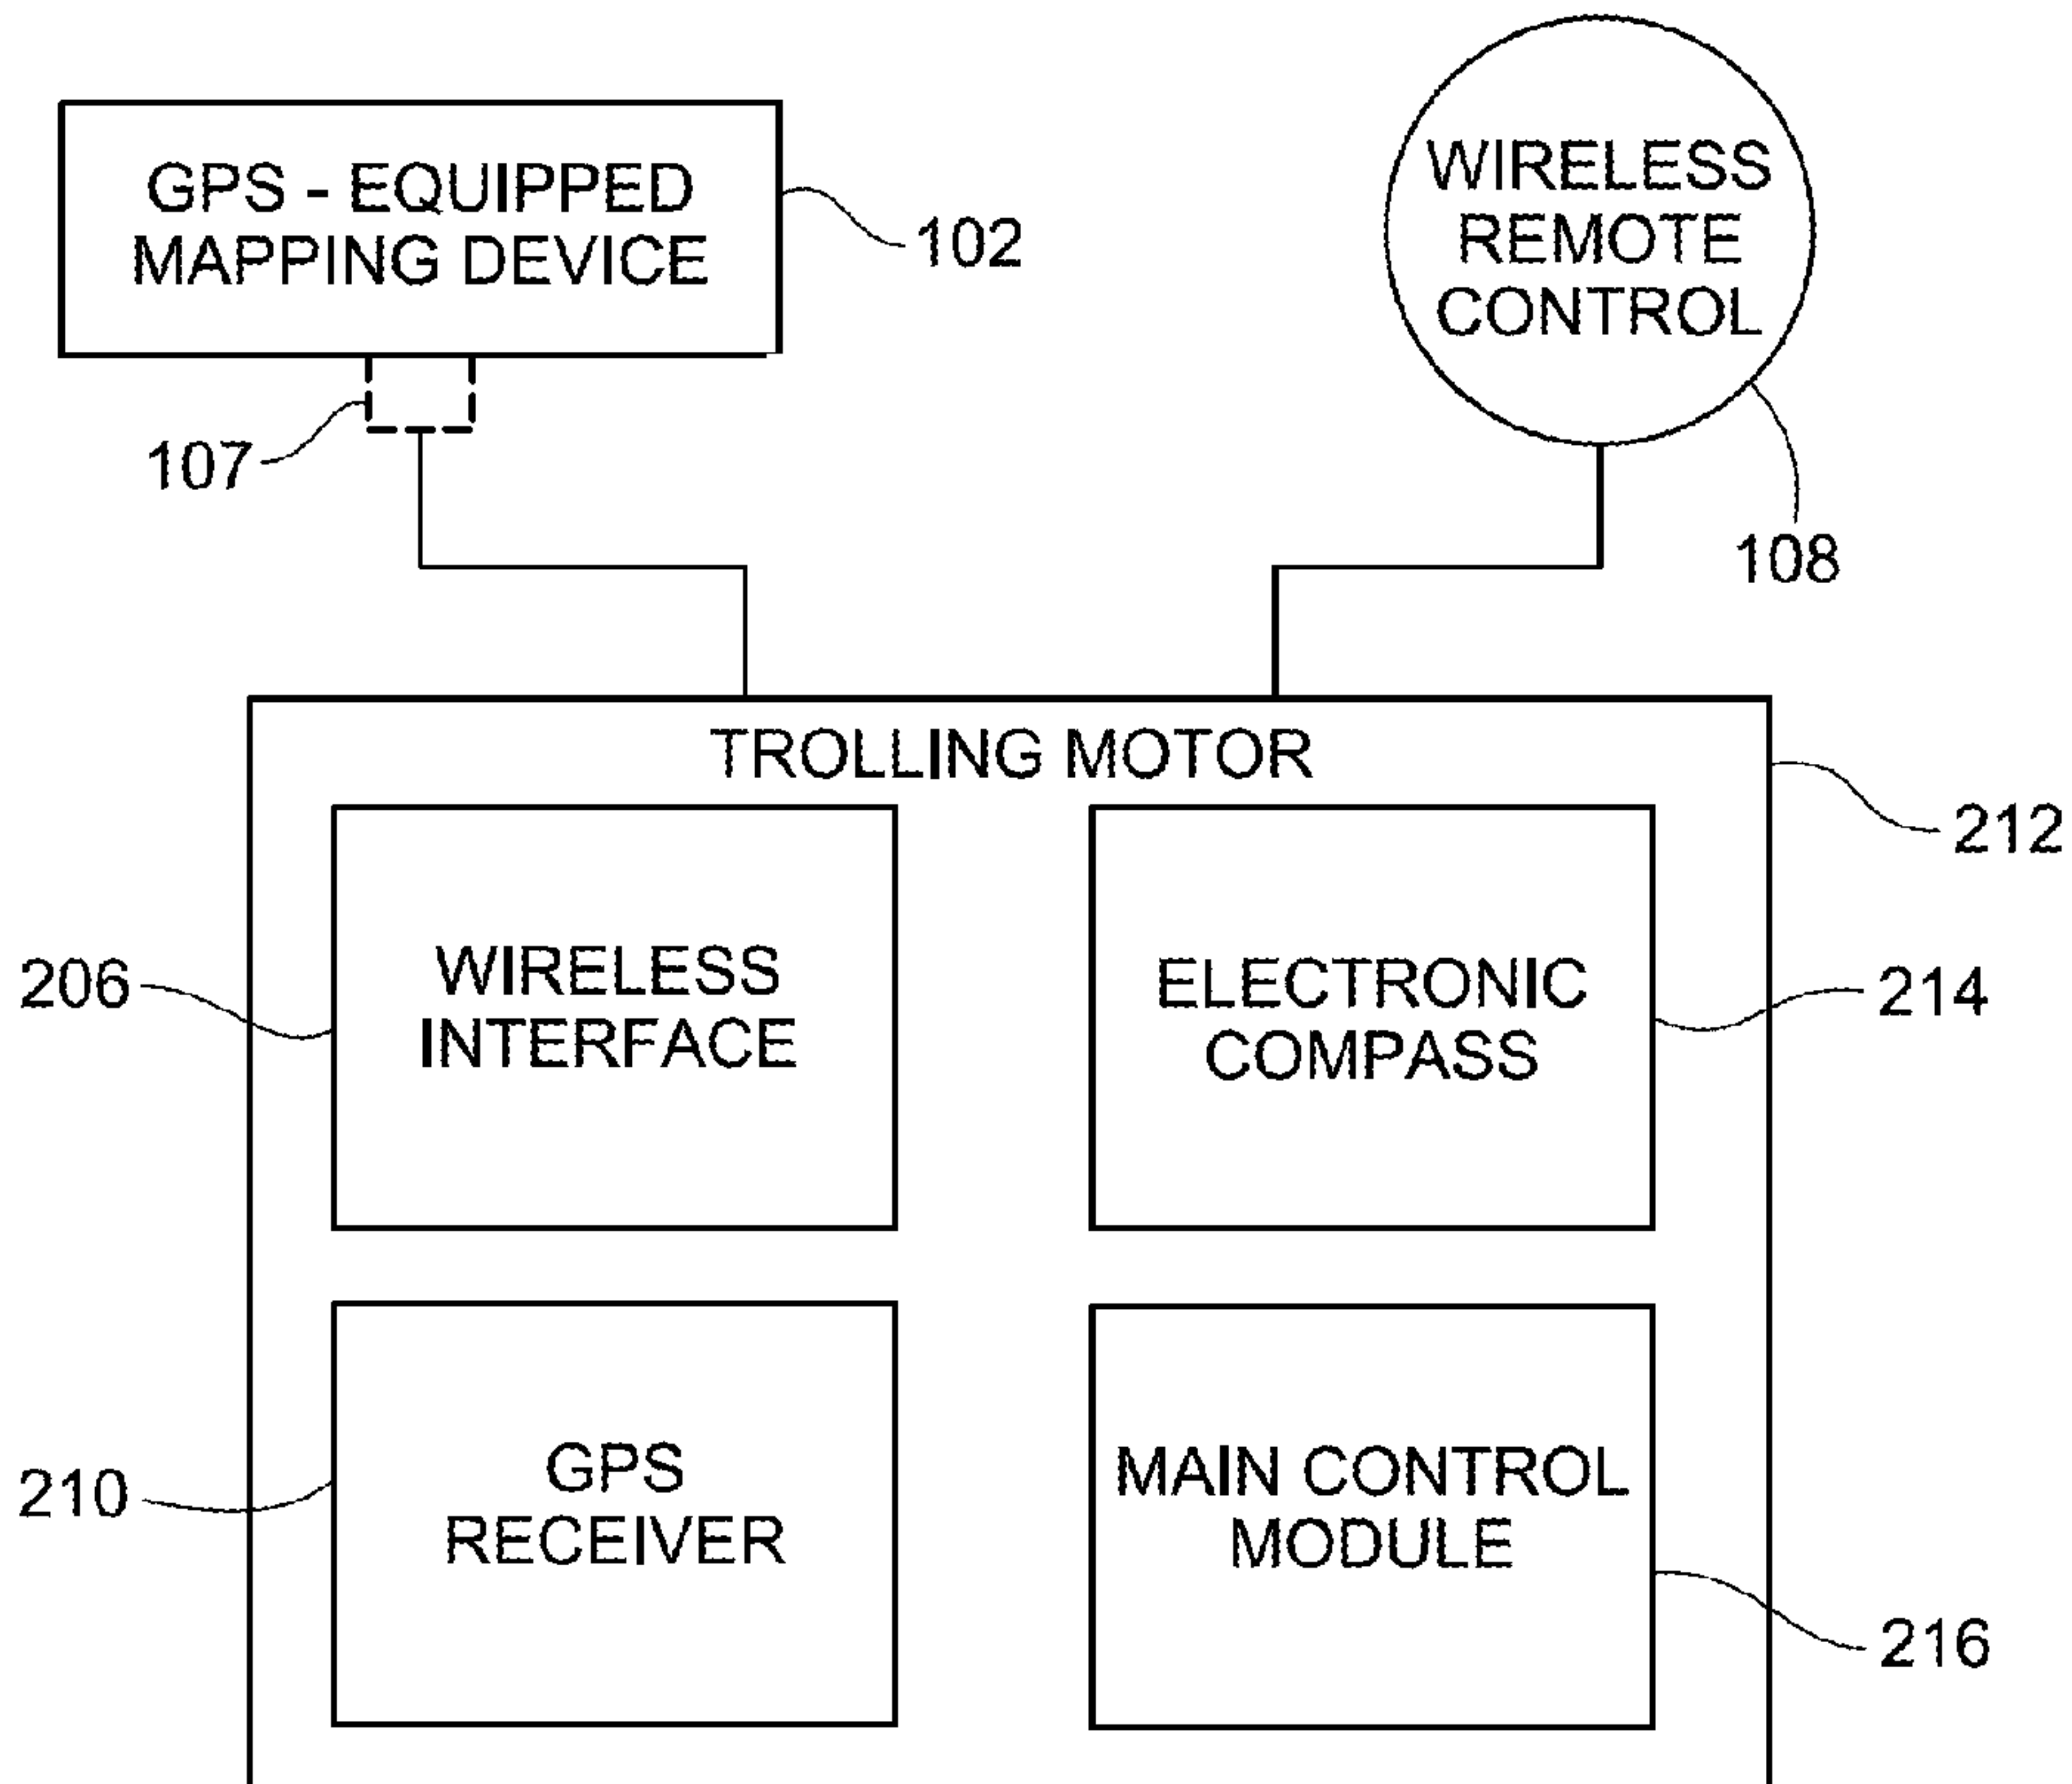 GPS - EQUIPPED
MAPPING DEVICE
102
WIRELESS
REMOTE
CONTROL
107
108
TROLLING MOTOR
212
WIRELESS
INTERFACE
206
ELECTRONIC
COMPASS
214
GPS
RECEIVER
210
MAIN CONTROL
MODULE
216